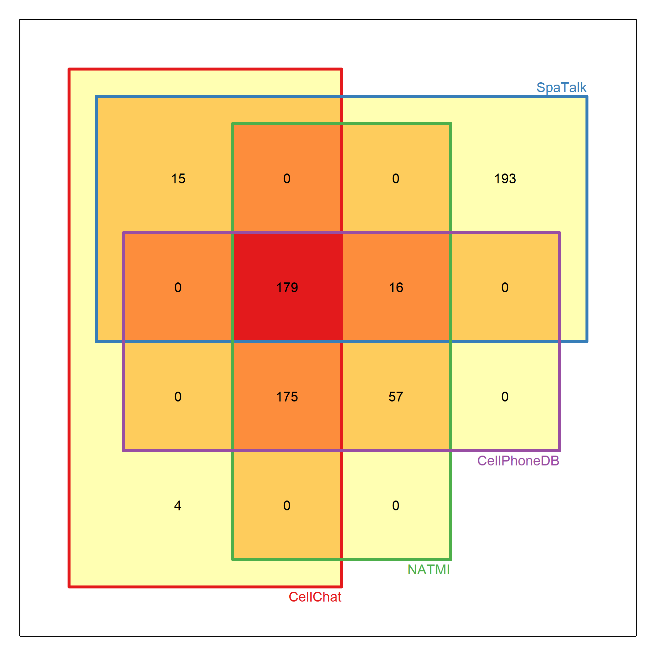 SpaTalk
15 0 0 193
0 179 16 0
0 175 57 0
CellPhoneDB
4 0 0
NATMI
CellChat